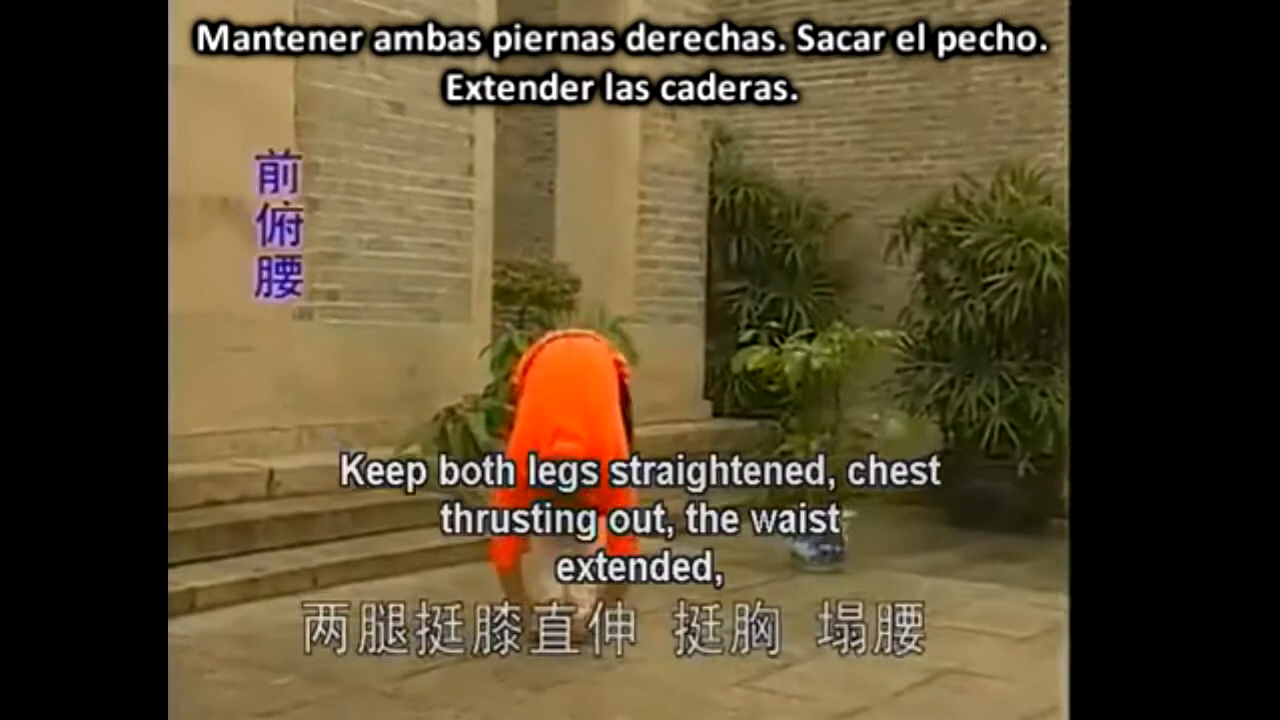 Mantener ambas piernas derechas. Sacar el pecho.
Extender las caderas.
前俯腰
Keep both legs straightened, chest
thrusting out, the waist
extended,
两腿挺膝直伸 挺胸 塌腰